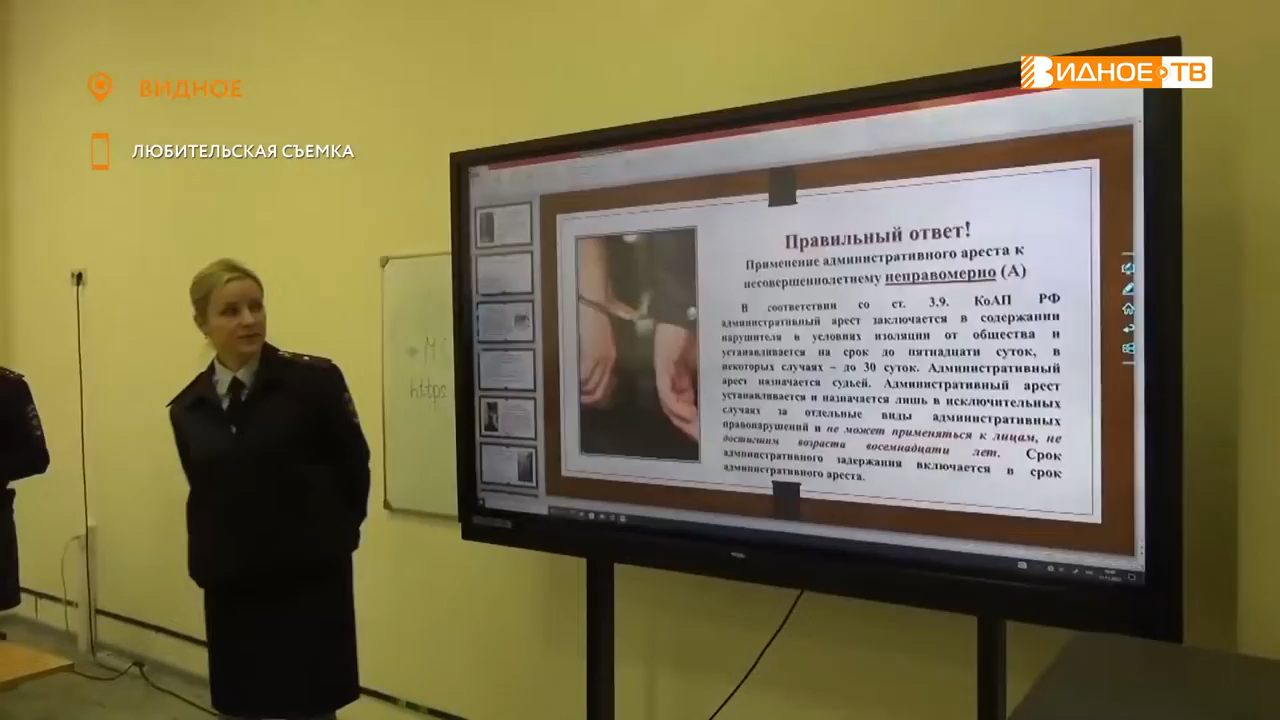 ВИДНОЕ
ЛЮБИТЕЛЬСКАЯ СЪЕМКА
ВИДНОЕ ТВ
Правильный ответ!
Применение административного ареста к
несовершеннолетнему неправомерно (А)
В соответствии со ст. 3.9. КоАП РФ
административный арест заключается в содержании
нарушителя в условиях изоляции от общества и
устанавливается на срок до пятнадцати суток, в
некоторых случаях – до 30 суток. Административный
арест назначается судьей. Административный арест
устанавливается и назначается лишь в исключительных
случаях за отдельные виды административных
правонарушений и не может применяться к лицам, не
достигшим возраста восемнадцати лет. Срок
административного задержания включается в срок
административного ареста.
https